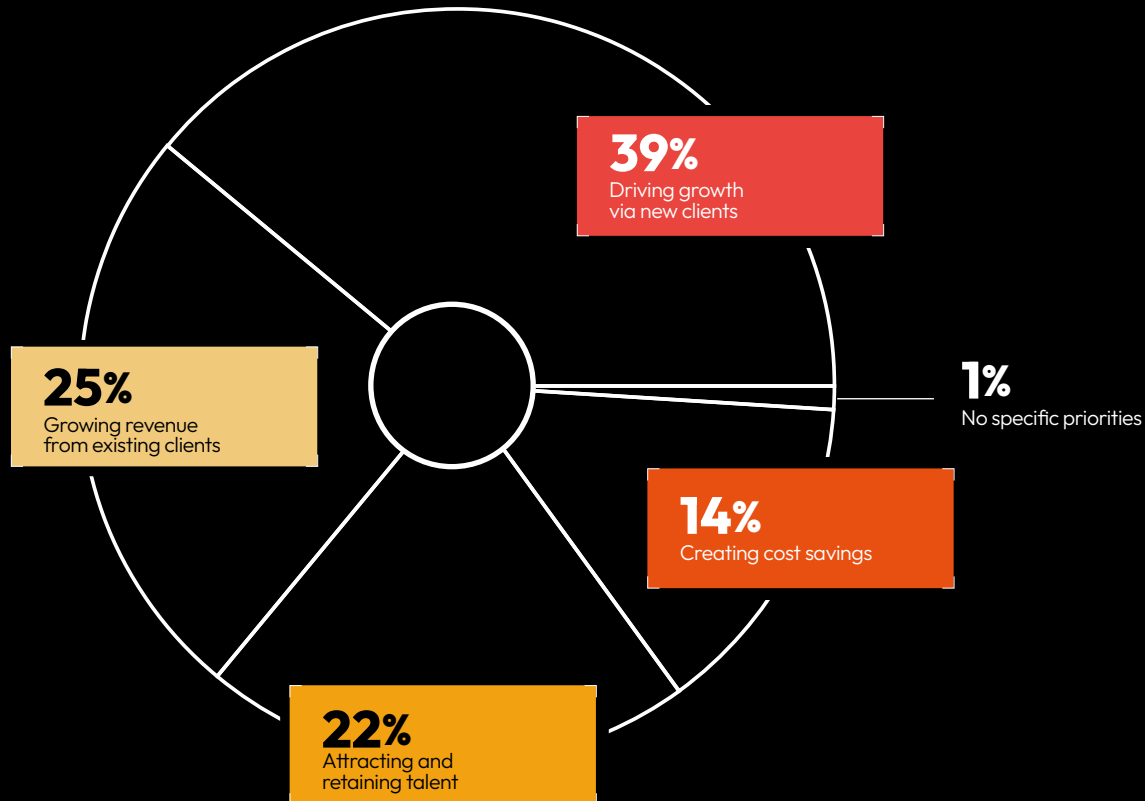 39%
Driving growth
via new clients
1%
No specific priorities
25%
Growing revenue
from existing clients
14%
Creating cost savings
22%
Attracting and
retaining talent